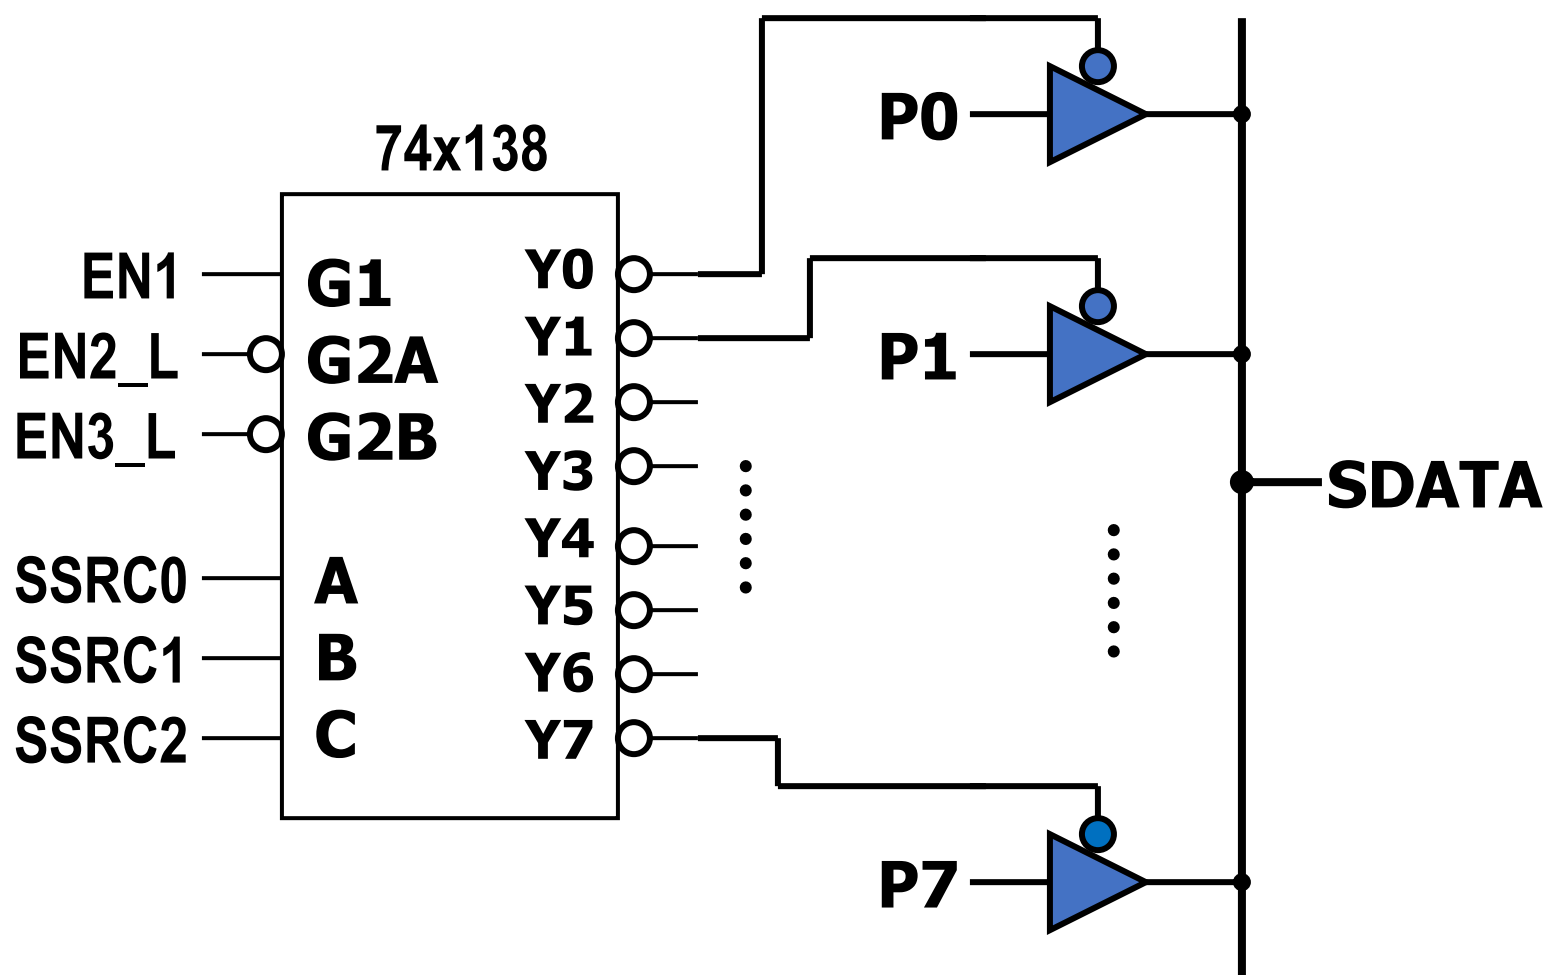 74x138
EN1
EN2_L
EN3_L
SSRC0
SSRC1
SSRC2
G1
G2A
G2B
A
B
C
Y0
Y1
Y2
Y3
Y4
Y5
Y6
Y7
P0
P1
P7
SDATA